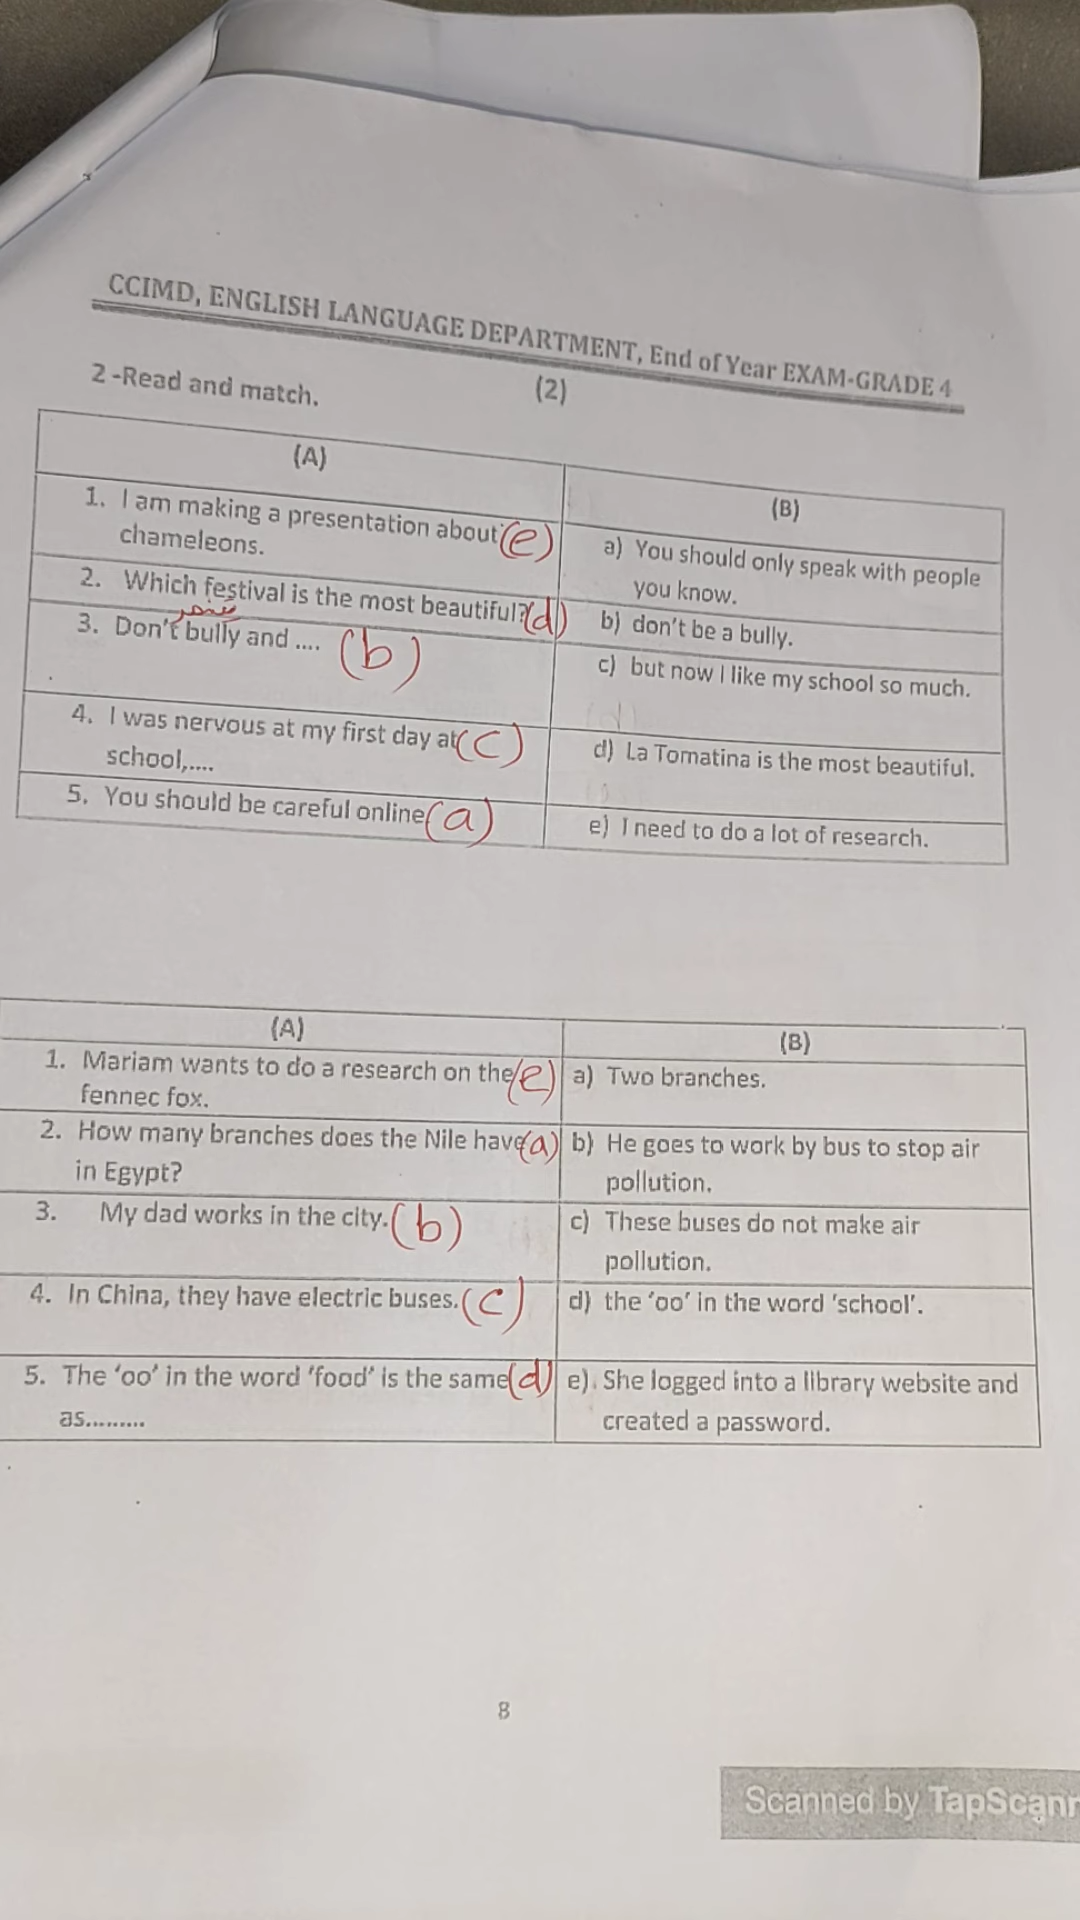 CCIMD, ENGLISH LANGUAGE DEPARTMENT, End of Year EXAM-GRADE 4
2 -Read and match.
(2)
(A)
(B)
1. I am making a presentation about (e)
chameleons.
a) You should only speak with people
you know.
2. Which festival is the most beautiful? (d)
b) don't be a bully.
3. Don't bully and .... (b)
c) but now I like my school so much.
4. I was nervous at my first day at (c)
school,....
d) La Tomatina is the most beautiful.
5. You should be careful online (a)
e) I need to do a lot of research.
(A)
(B)
1. Mariam wants to do a research on the (e)
fennec fox.
a) Two branches.
2. How many branches does the Nile have (a)
in Egypt?
b) He goes to work by bus to stop air
pollution.
3. My dad works in the city. (b)
c) These buses do not make air
pollution.
4. In China, they have electric buses. (c)
d) the 'oo' in the word 'school'.
5. The 'oo' in the word 'food' is the same (d)
as.........
e). She logged into a library website and
created a password.
8
Scanned by TapScann